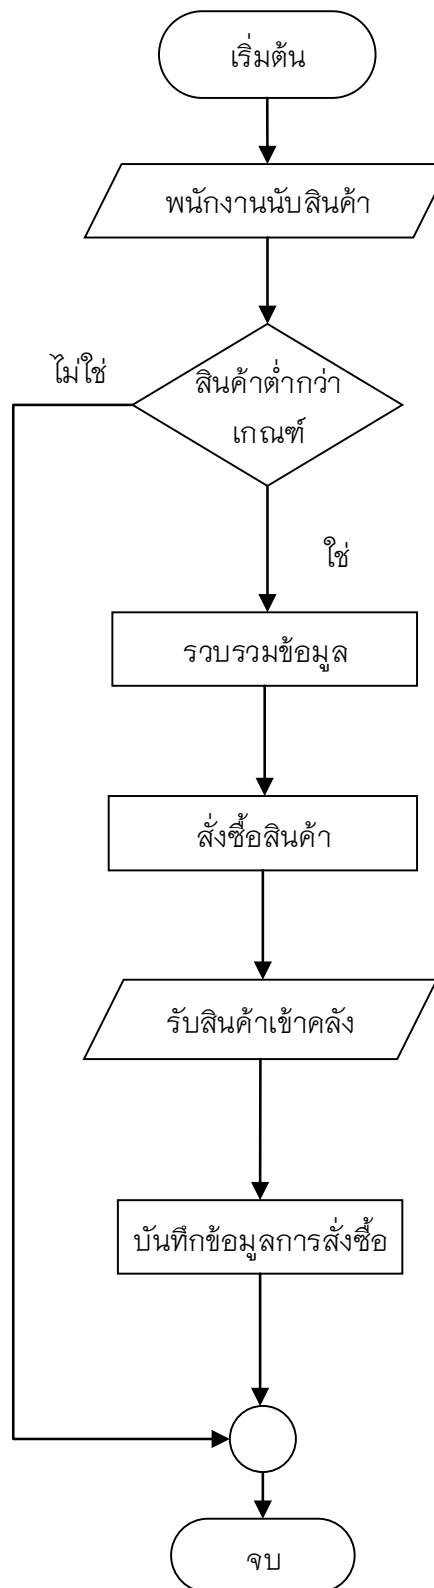 เริ่มต้น
พนักงานนับสินค้า
สินค้าต่ำกว่า
เกณฑ์
ไม่ใช่
ใช่
รวบรวมข้อมูล
สั่งซื้อสินค้า
รับสินค้าเข้าคลัง
บันทึกข้อมูลการสั่งซื้อ
จบ